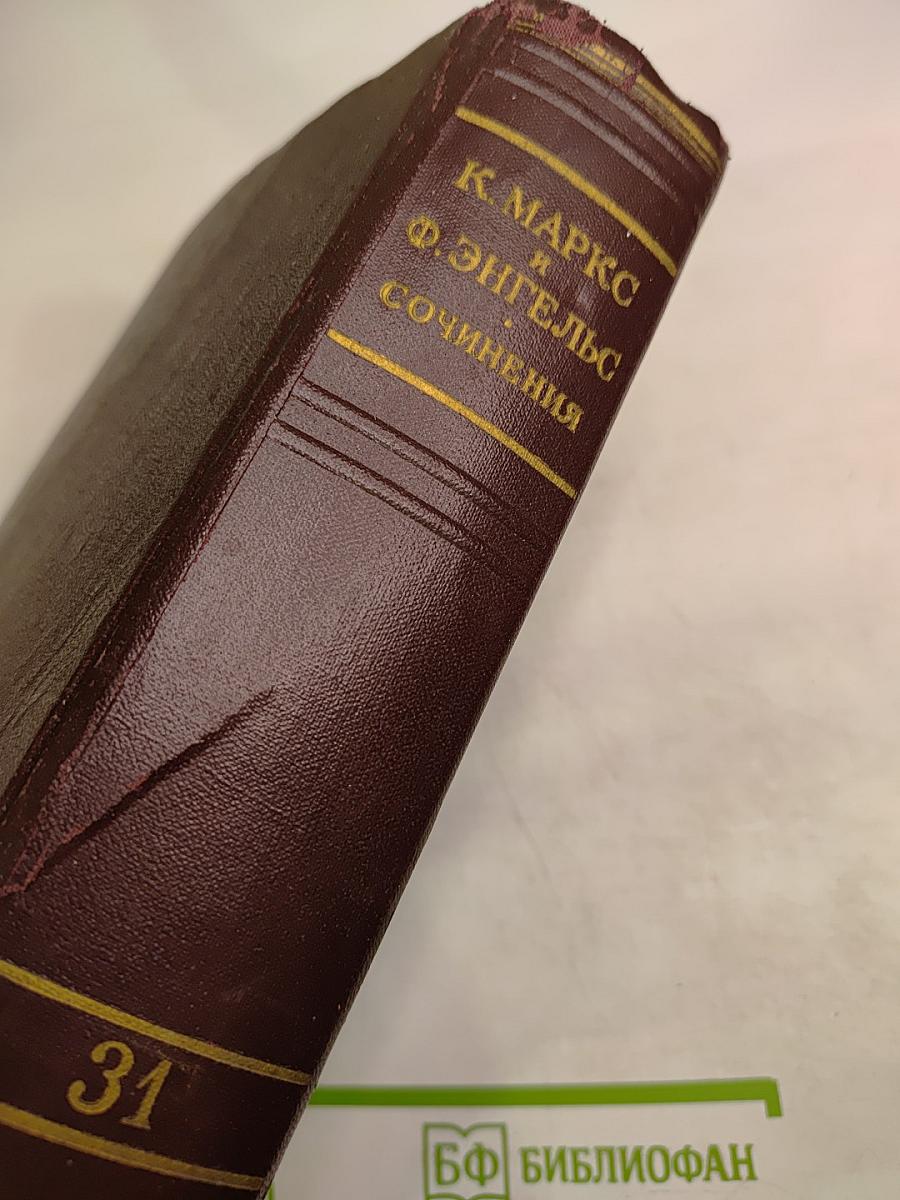 К. МАРКС
и
Ф. ЭНГЕЛЬС
СОЧИНЕНИЯ
31
БФ БИБЛИОФАН